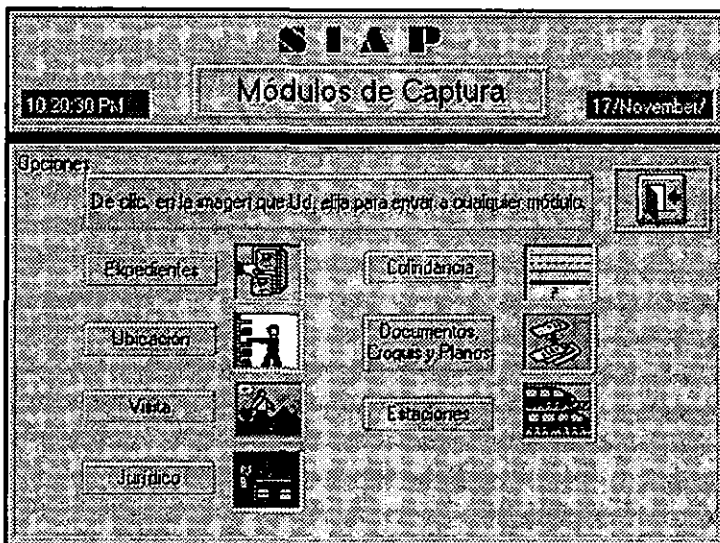 SIAP
Módulos de Captura
10:20:30 PM
17/November/
Opciones
De clic, en la imagen que Ud. elija para entrar a cualquier módulo.
Expedientes
Colindancia
Ubicación
Documentos,
Croquis y Planos
Visita
Estaciones
Jurídico